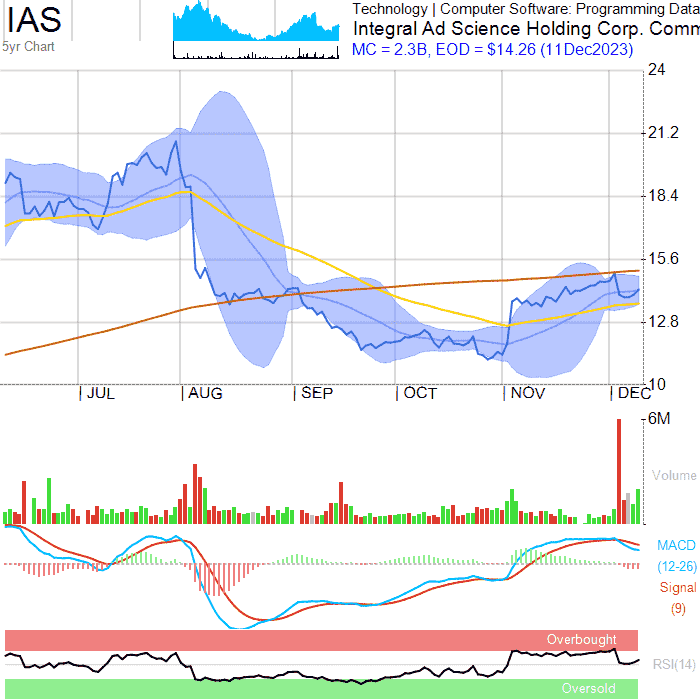 IAS
5yr Chart
Technology | Computer Software: Programming Data
Integral Ad Science Holding Corp. Comm
MC = 2.3B, EOD = $14.26 (11Dec2023)
24
21.2
18.4
15.6
12.8
10
JUL AUG SEP OCT NOV DEC
6M
Volume
MACD
(12-26)
Signal
(9)
Overbought
RSI(14)
Oversold